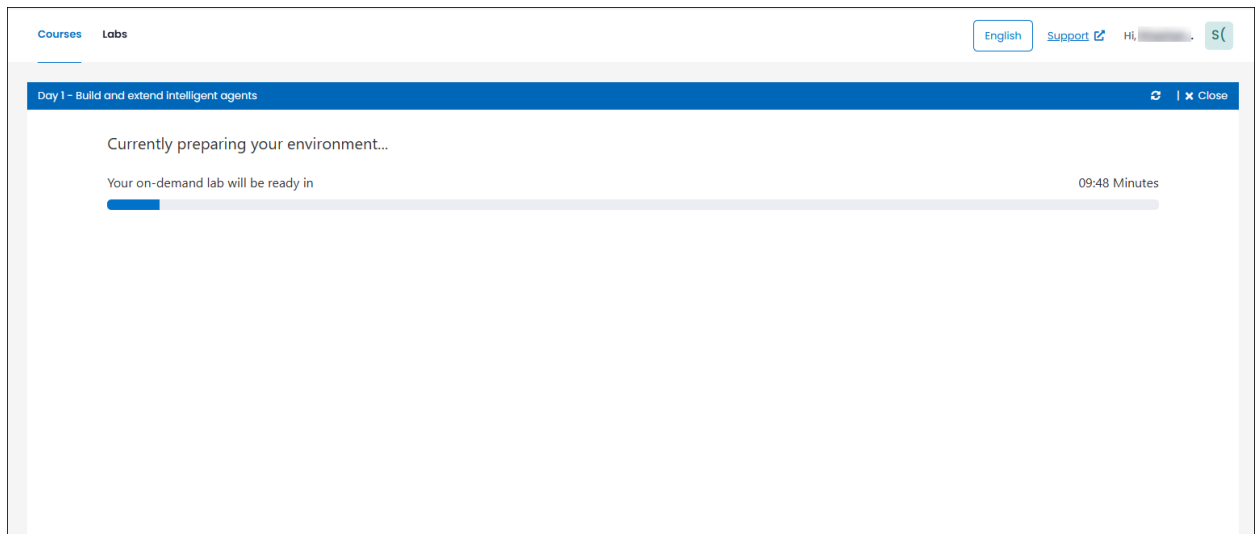 Courses Labs English Support Hi, . S(
Day 1 - Build and extend intelligent agents | × Close
Currently preparing your environment...
Your on-demand lab will be ready in 09:48 Minutes